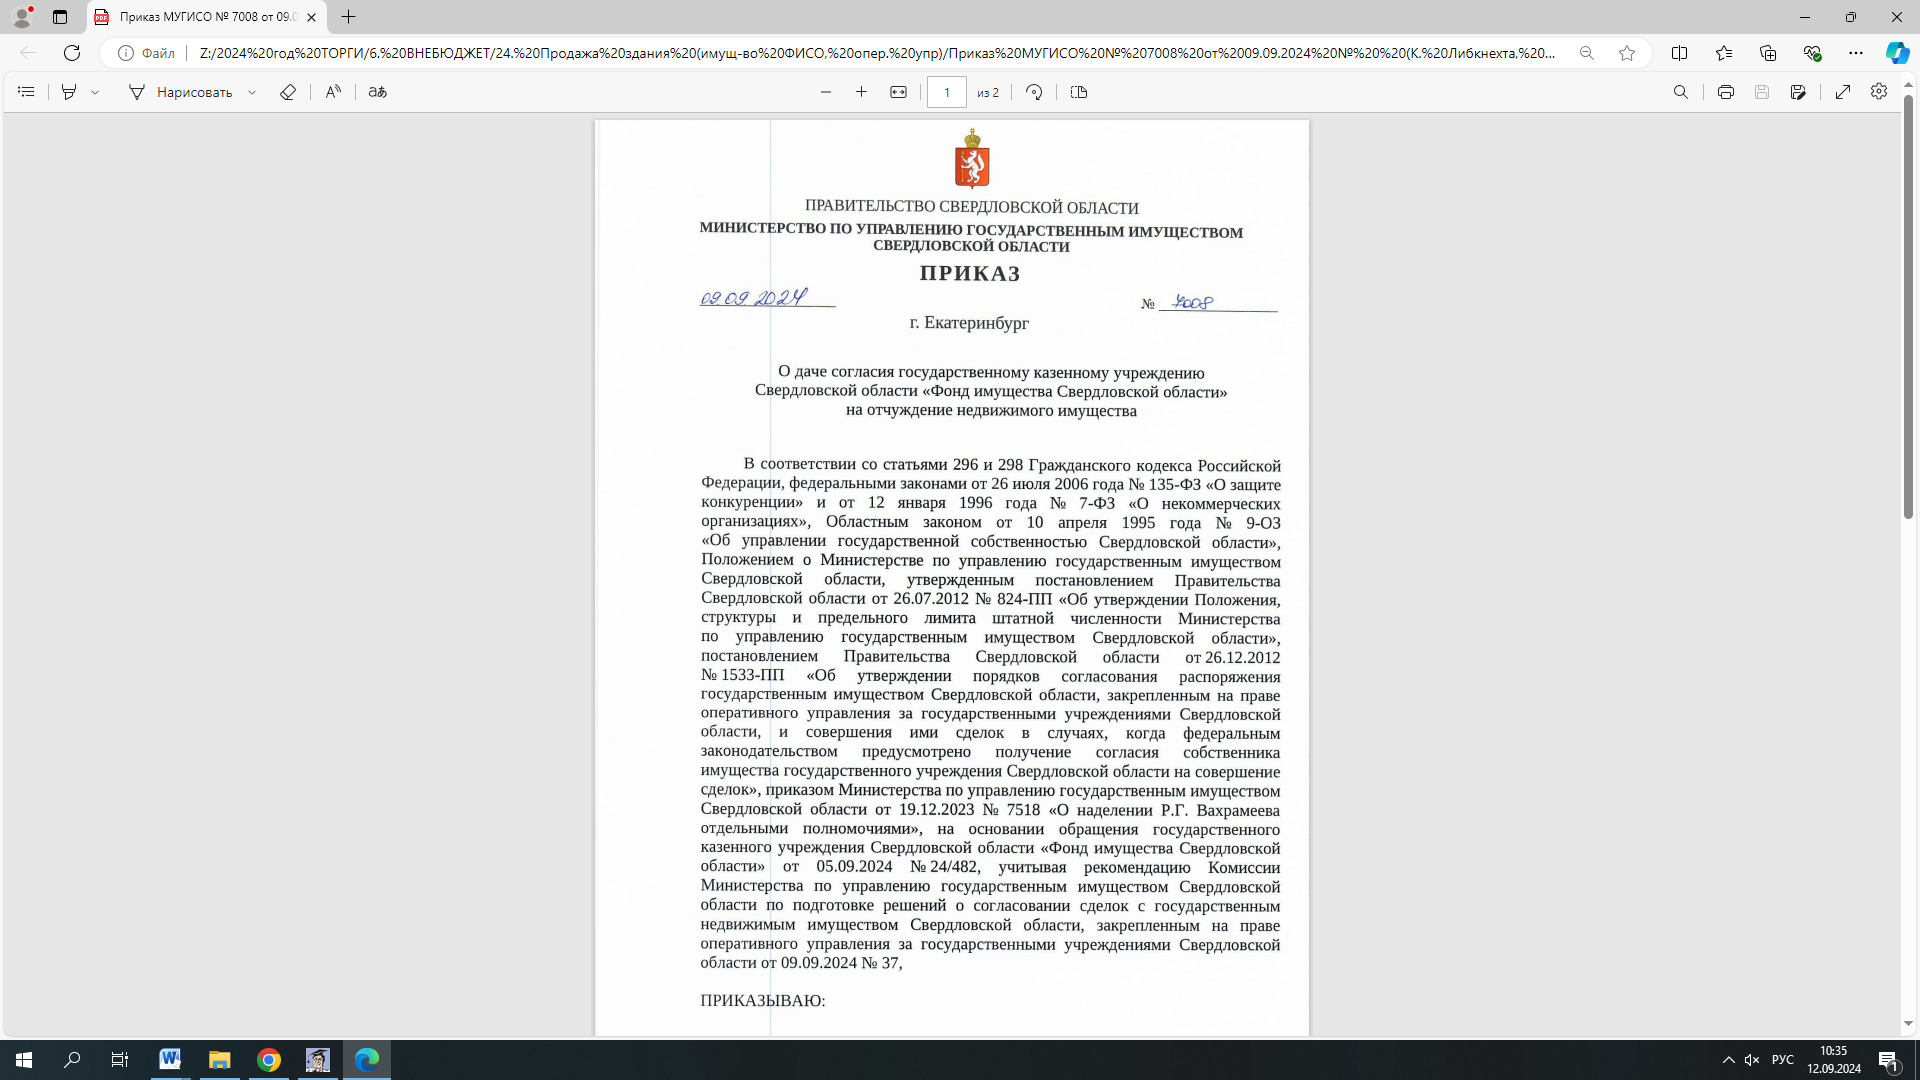 Приказ МУГИСО № 7008 от 09.0
Файл
Z:/2024%20год%20ТОРГИ/6.%20ВНЕБЮДЖЕТ/24.%20Продажа%20здания%20(имущ-во%20ФИСО,%20опер.%20упр)/Приказ%20МУГИСО%20№%207008%20от%2009.09.2024%20№%20%20(К.%20Либкнехта,%20...
Нарисовать
1 из 2
ПРАВИТЕЛЬСТВО СВЕРДЛОВСКОЙ ОБЛАСТИ
МИНИСТЕРСТВО ПО УПРАВЛЕНИЮ ГОСУДАРСТВЕННЫМ ИМУЩЕСТВОМ
СВЕРДЛОВСКОЙ ОБЛАСТИ
ПРИКАЗ
09.09.2024 № 7008
г. Екатеринбург
О даче согласия государственному казенному учреждению
Свердловской области «Фонд имущества Свердловской области»
на отчуждение недвижимого имущества
В соответствии со статьями 296 и 298 Гражданского кодекса Российской
Федерации, федеральными законами от 26 июля 2006 года № 135-ФЗ «О защите
конкуренции» и от 12 января 1996 года № 7-ФЗ «О некоммерческих
организациях», Областным законом от 10 апреля 1995 года № 9-ОЗ
«Об управлении государственной собственностью Свердловской области»,
Положением о Министерстве по управлению государственным имуществом
Свердловской области, утвержденным постановлением Правительства
Свердловской области от 26.07.2012 № 824-ПП «Об утверждении Положения,
структуры и предельного лимита штатной численности Министерства
по управлению государственным имуществом Свердловской области»,
постановлением Правительства Свердловской области от 26.12.2012
№ 1533-ПП «Об утверждении порядков согласования распоряжения
государственным имуществом Свердловской области, закрепленным на праве
оперативного управления за государственными учреждениями Свердловской
области, и совершения ими сделок в случаях, когда федеральным
законодательством предусмотрено получение согласия собственника
имущества государственного учреждения Свердловской области на совершение
сделок», приказом Министерства по управлению государственным имуществом
Свердловской области от 19.12.2023 № 7518 «О наделении Р.Г. Вахрамеева
отдельными полномочиями», на основании обращения государственного
казенного учреждения Свердловской области «Фонд имущества Свердловской
области» от 05.09.2024 № 24/482, учитывая рекомендацию Комиссии
Министерства по управлению государственным имуществом Свердловской
области по подготовке решений о согласовании сделок с государственным
недвижимым имуществом Свердловской области, закрепленным на праве
оперативного управления за государственными учреждениями Свердловской
области от 09.09.2024 № 37,
ПРИКАЗЫВАЮ:
РУС
10:35
12.09.2024
1